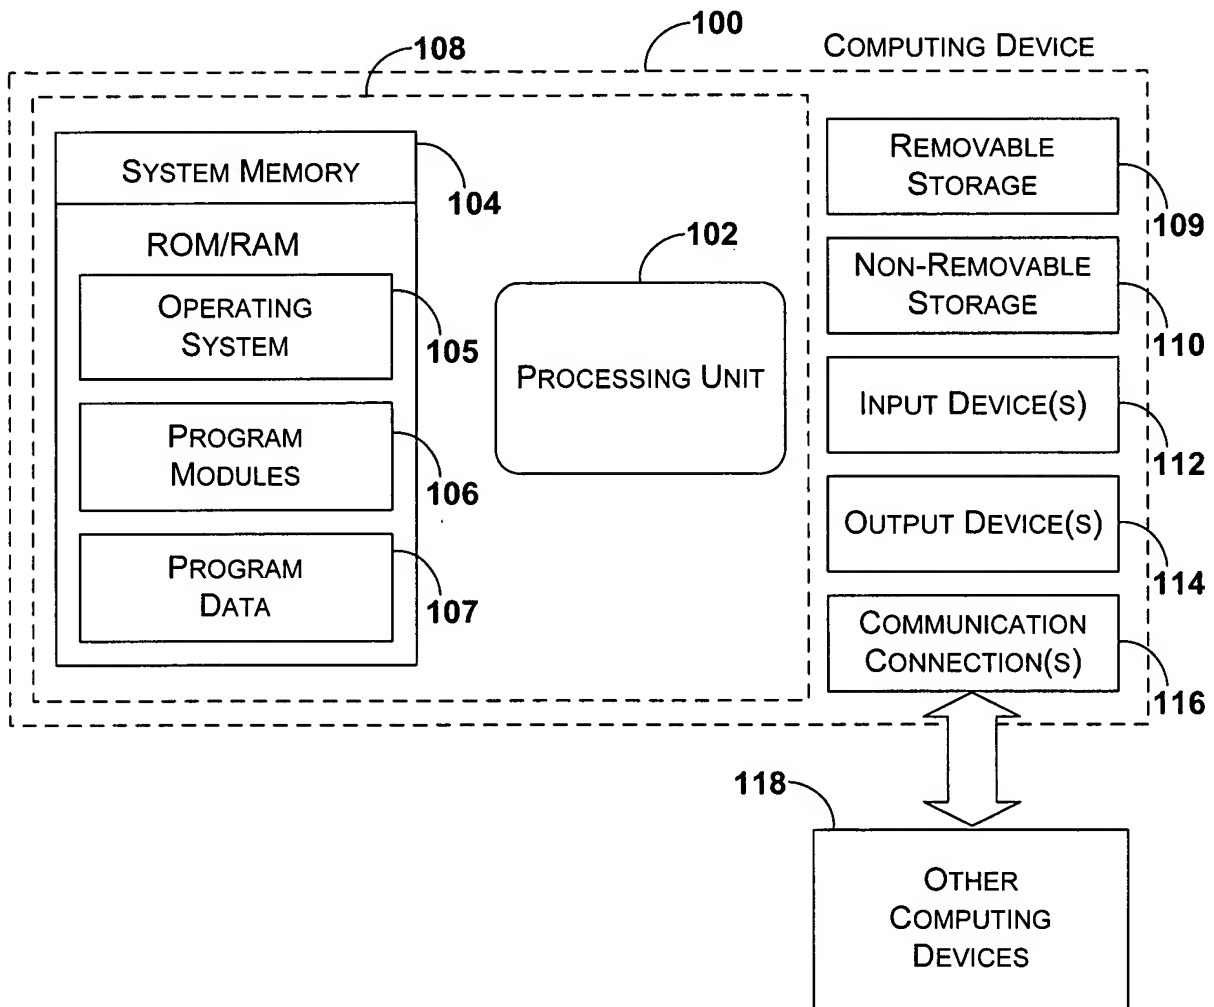 100
COMPUTING DEVICE
108
SYSTEM MEMORY
104
ROM/RAM
OPERATING
SYSTEM
105
PROGRAM
MODULES
106
PROGRAM
DATA
107
102
PROCESSING UNIT
REMOVABLE
STORAGE
109
NON-REMOVABLE
STORAGE
110
INPUT DEVICE(S)
112
OUTPUT DEVICE(S)
114
COMMUNICATION
CONNECTION(S)
116
118
OTHER
COMPUTING
DEVICES